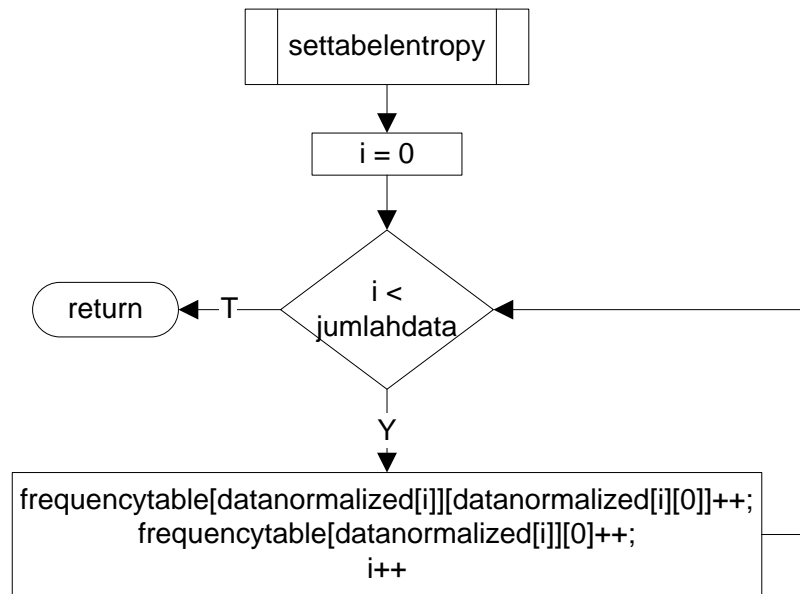 settabelentropy
i = 0
i <
jumlahdata
return
T
Y
frequencytable[datanormalized[i]][datanormalized[i][0]]++;
frequencytable[datanormalized[i]][0]++;
i++